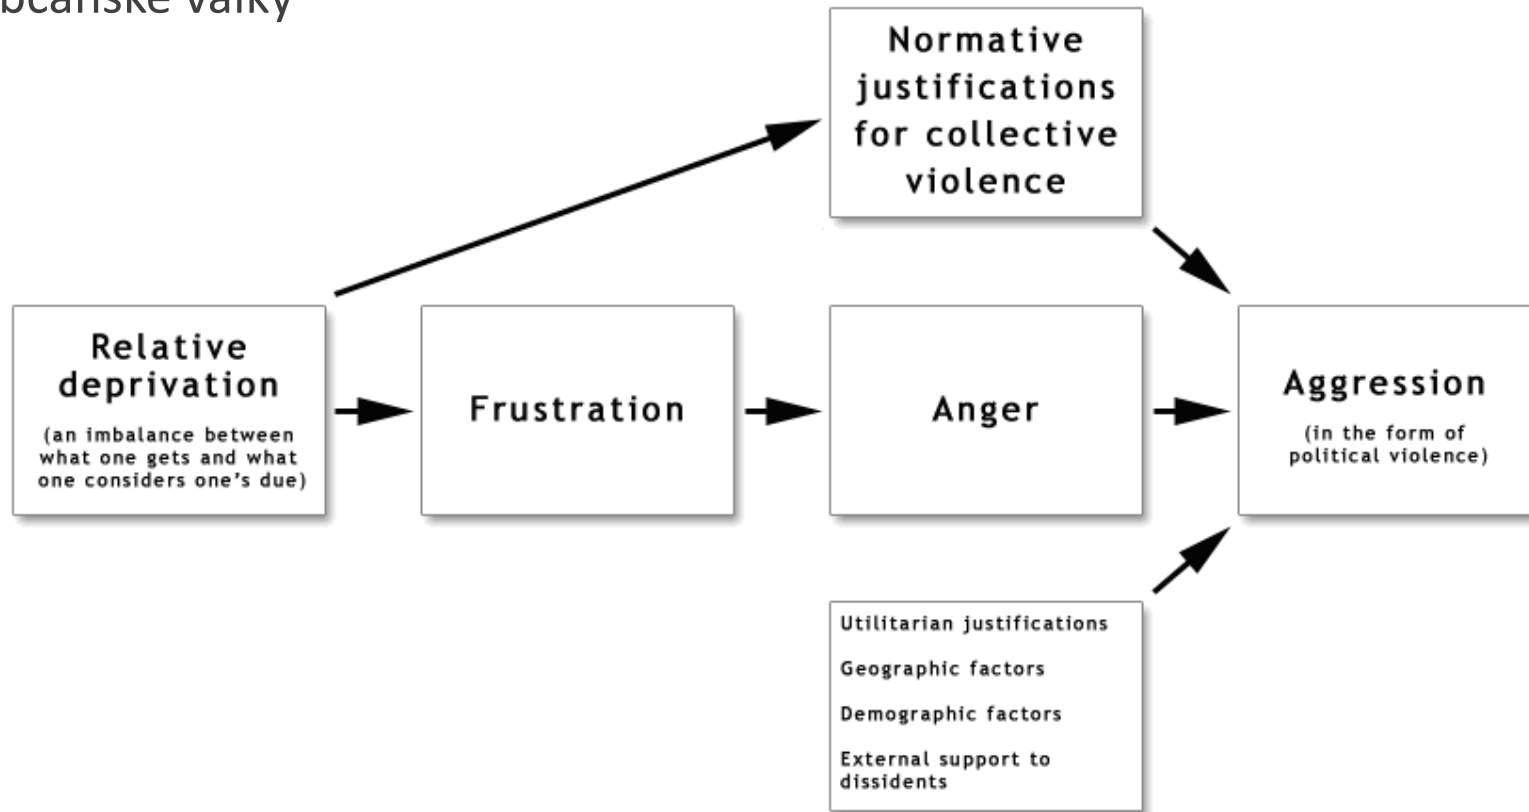 bčanské války
Normative
justifications
for collective
violence
Relative
deprivation
(an imbalance between
what one gets and what
one considers one's due)
Frustration
Anger
Aggression
(in the form of
political violence)
Utilitarian justifications
Geographic factors
Demographic factors
External support to
dissidents